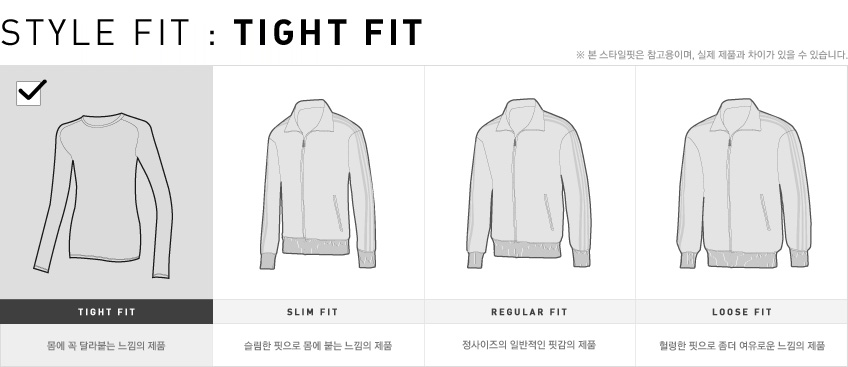 STYLE FIT : TIGHT FIT
※ 본 스타일핏은 참고용이며, 실제 제품과 차이가 있을 수 있습니다.
TIGHT FIT
SLIM FIT
REGULAR FIT
LOOSE FIT
몸에 꼭 달라붙는 느낌의 제품
슬림한 핏으로 몸에 붙는 느낌의 제품
정사이즈의 일반적인 핏감의 제품
헐렁한 핏으로 좀더 여유로운 느낌의 제품